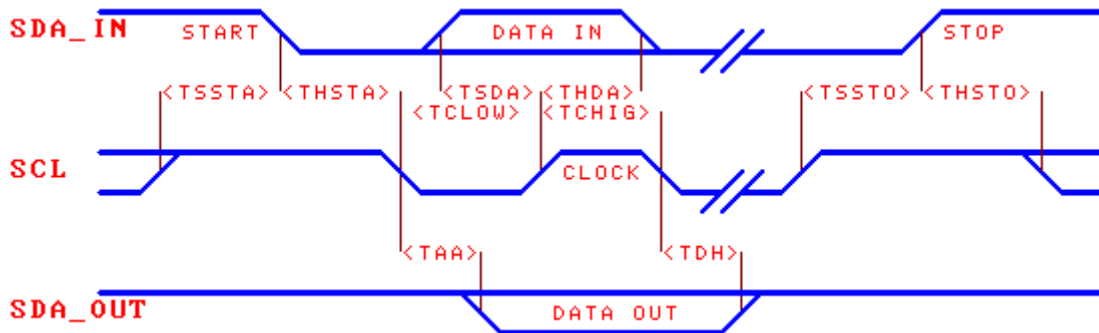 SDA_IN START DATA IN STOP
<TSSTA> <THSTA> <TSDA> <THDA> <TSSTO> <THSTO>
<TCLOW> <TCHIG>
SCL CLOCK
<TAA> <TDH>
SDA_OUT DATA OUT